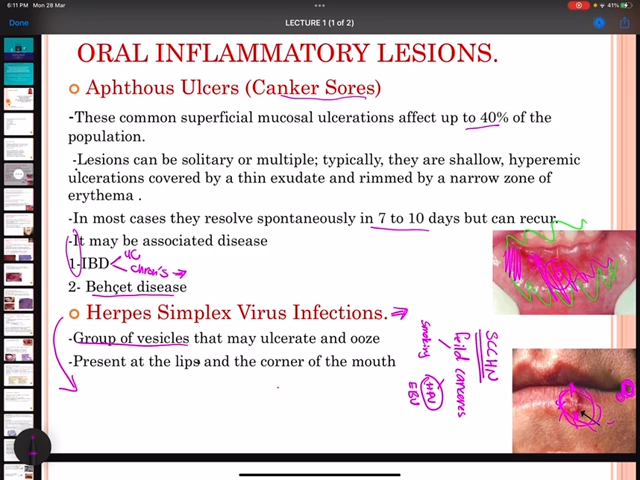 6:11 PM Mon 28 Mar
41%
Done
LECTURE 1 (1 of 2)
ORAL INFLAMMATORY LESIONS.
Aphthous Ulcers (Canker Sores)
-These common superficial mucosal ulcerations affect up to 40% of the
population.
-Lesions can be solitary or multiple; typically, they are shallow, hyperemic
ulcerations covered by a thin exudate and rimmed by a narrow zone of
erythema .
-In most cases they resolve spontaneously in 7 to 10 days but can recur.
-It may be associated disease
1-IBD
UC
chron's
2- Behçet disease
Herpes Simplex Virus Infections.
-Group of vesicles that may ulcerate and ooze
-Present at the lips and the corner of the mouth
SCCHN
feild cancores
smoking
HPV
EBV